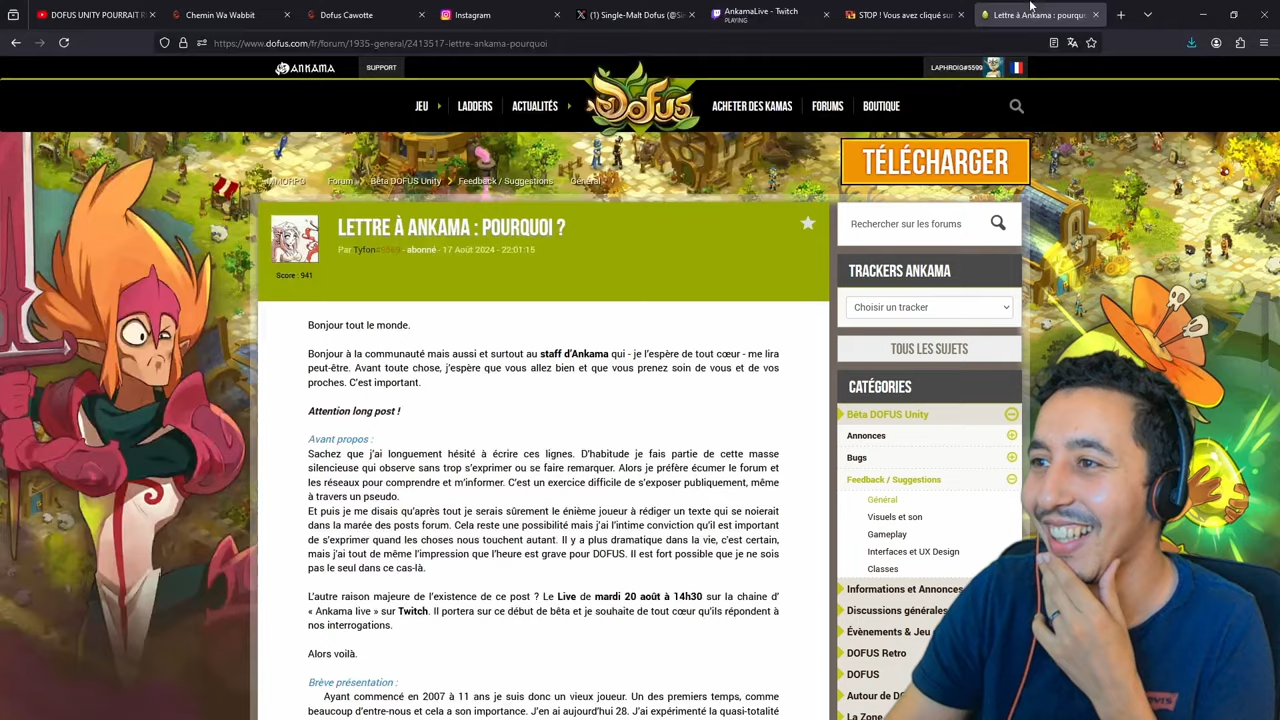 DOFUS UNITY POURRAIT R
Chemin Wa Wabbit
Dofus Cawotte
Instagram
(1) Single-Malt Dofus (@Si
AnkamaLive - Twitch
PLAYING
STOP ! Vous avez cliqué su
Lettre à Ankama : pourquo
https://www.dofus.com/fr/forum/1935-general/2413517-lettre-ankama-pourquoi
ANKAMA
SUPPORT
LAPHROIG#5599
JEU
LADDERS
ACTUALITÉS
DOFUS
ACHETER DES KAMAS
FORUMS
BOUTIQUE
TÉLÉCHARGER
MMORPG
Forum
Bêta DOFUS Unity
Feedback / Suggestions
Général
LETTRE À ANKAMA : POURQUOI ?
Par Tyfon - abonné - 17 Août 2024 - 22:01:15
Score : 941
Bonjour tout le monde.
Bonjour à la communauté mais aussi et surtout au staff d'Ankama qui - je l'espère de tout cœur - me lira
peut-être. Avant toute chose, j'espère que vous allez bien et que vous prenez soin de vous et de vos
proches. C'est important.
Attention long post !
Avant propos :
Sachez que j'ai longuement hésité à écrire ces lignes. D'habitude je fais partie de cette masse
silencieuse qui observe sans trop s'exprimer ou se faire remarquer. Alors je préfère écumer le forum et
les réseaux pour comprendre et m'informer. C'est un exercice difficile de s'exposer publiquement, même
à travers un pseudo.
Et puis je me disais qu'après tout je serais sûrement le énième joueur à rédiger un texte qui se noierait
dans la marée des posts forum. Cela reste une possibilité mais j'ai l'intime conviction qu'il est important
de s'exprimer quand les choses nous touchent autant. Il y a plus dramatique dans la vie, c'est certain,
mais j'ai tout de même l'impression que l'heure est grave pour DOFUS. Il est fort possible que je ne sois
pas le seul dans ce cas-là.
L'autre raison majeure de l'existence de ce post ? Le Live de mardi 20 août à 14h30 sur la chaine d'
« Ankama live » sur Twitch. Il portera sur ce début de bêta et je souhaite de tout cœur qu'ils répondent à
nos interrogations.
Alors voilà.
Brève présentation :
Ayant commencé en 2007 à 11 ans je suis donc un vieux joueur. Un des premiers temps, comme
beaucoup d'entre-nous et cela a son importance. J'en ai aujourd'hui 28. J'ai expérimenté la quasi-totalité
Rechercher sur les forums
TRACKERS ANKAMA
Choisir un tracker
TOUS LES SUJETS
CATÉGORIES
Bêta DOFUS Unity
Annonces
Bugs
Feedback / Suggestions
Général
Visuels et son
Gameplay
Interfaces et UX Design
Classes
Informations et Annonces
Discussions générales
Évènements & Jeu
DOFUS Retro
DOFUS
Autour de DO
La Zone